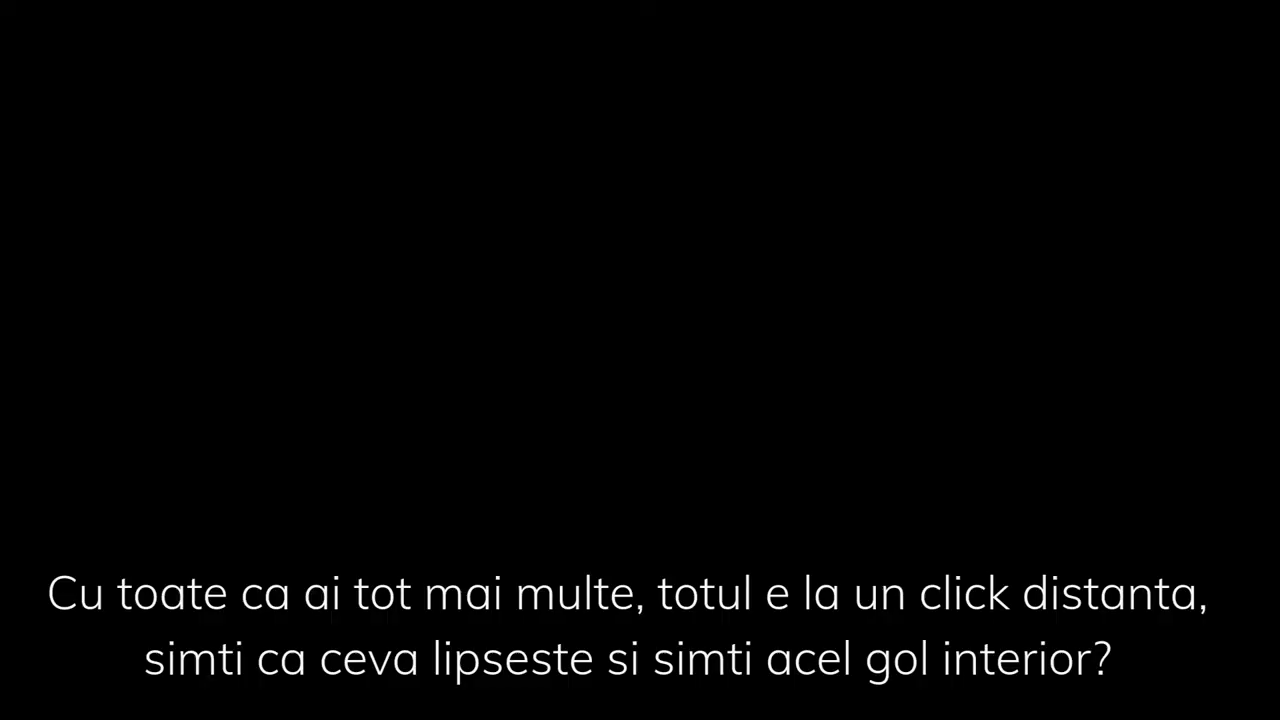 Cu toate ca ai tot mai multe, totul e la un click distanta,
simti ca ceva lipseste si simti acel gol interior?